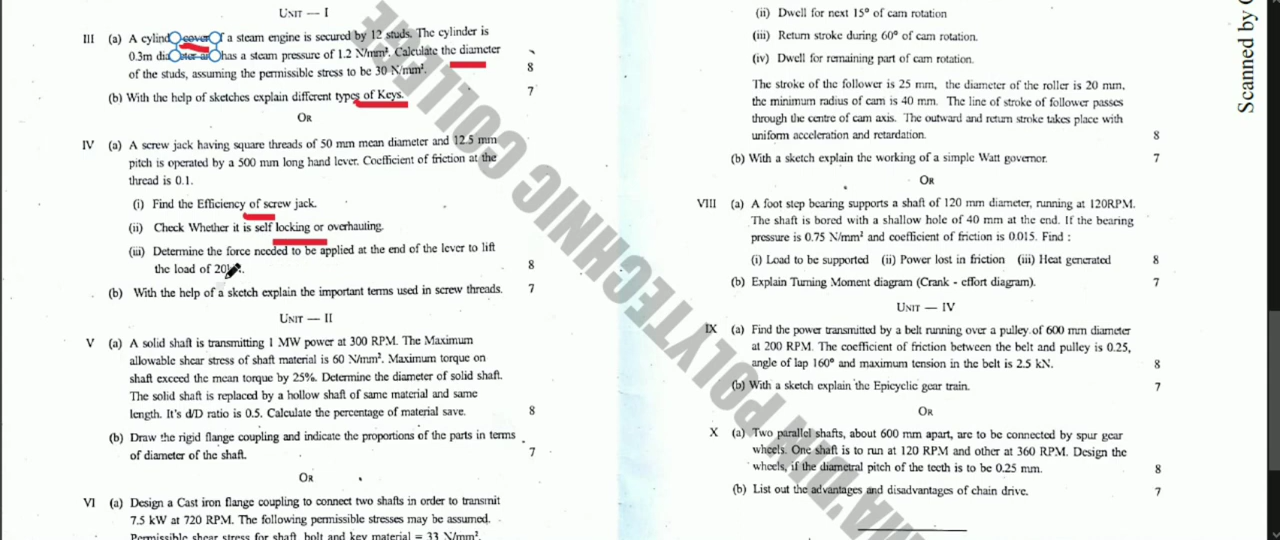 UNIT — I
III (a) A cylind cover f a steam engine is secured by 12 studs. The cylinder is
0.3m dia has a steam pressure of 1.2 N/mm². Calculate the diameter
of the studs, assuming the permissible stress to be 30 N/mm². 8
(b) With the help of sketches explain different types of Keys. 7
OR
IV (a) A screw jack having square threads of 50 mm mean diameter and 12.5 mm
pitch is operated by a 500 mm long hand lever. Coefficient of friction at the
thread is 0.1.
(i) Find the Efficiency of screw jack.
(ii) Check Whether it is self locking or overhauling.
(iii) Determine the force needed to be applied at the end of the lever to lift
the load of 20 8
(b) With the help of a sketch explain the important terms used in screw threads. 7
UNIT — II
V (a) A solid shaft is transmitting 1 MW power at 300 RPM. The Maximum
allowable shear stress of shaft material is 60 N/mm². Maximum torque on
shaft exceed the mean torque by 25%. Determine the diameter of solid shaft.
The solid shaft is replaced by a hollow shaft of same material and same
length. It's d/D ratio is 0.5. Calculate the percentage of material save. 8
(b) Draw the rigid flange coupling and indicate the proportions of the parts in terms
of diameter of the shaft. 7
OR
VI (a) Design a Cast iron flange coupling to connect two shafts in order to transmit
7.5 kW at 720 RPM. The following permissible stresses may be assumed.
Permissible shear stress for shaft, bolt and key material = 33 N/mm².
(ii) Dwell for next 15° of cam rotation
(iii) Return stroke during 60° of cam rotation.
(iv) Dwell for remaining part of cam rotation.
The stroke of the follower is 25 mm, the diameter of the roller is 20 mm,
the minimum radius of cam is 40 mm. The line of stroke of follower passes
through the centre of cam axis. The outward and return stroke takes place with
uniform acceleration and retardation. 8
(b) With a sketch explain the working of a simple Watt governor. 7
OR
VIII (a) A foot step bearing supports a shaft of 120 mm diameter, running at 120RPM.
The shaft is bored with a shallow hole of 40 mm at the end. If the bearing
pressure is 0.75 N/mm² and coefficient of friction is 0.015. Find :
(i) Load to be supported (ii) Power lost in friction (iii) Heat generated 8
(b) Explain Turning Moment diagram (Crank - effort diagram). 7
UNIT — IV
IX (a) Find the power transmitted by a belt running over a pulley of 600 mm diameter
at 200 RPM. The coefficient of friction between the belt and pulley is 0.25,
angle of lap 160° and maximum tension in the belt is 2.5 kN. 8
(b) With a sketch explain the Epicyclic gear train. 7
OR
X (a) Two parallel shafts, about 600 mm apart, are to be connected by spur gear
wheels. One shaft is to run at 120 RPM and other at 360 RPM. Design the
wheels, if the diametral pitch of the teeth is to be 0.25 mm. 8
(b) List out the advantages and disadvantages of chain drive. 7
Scanned by
POLYTECHNIC COLLEGE